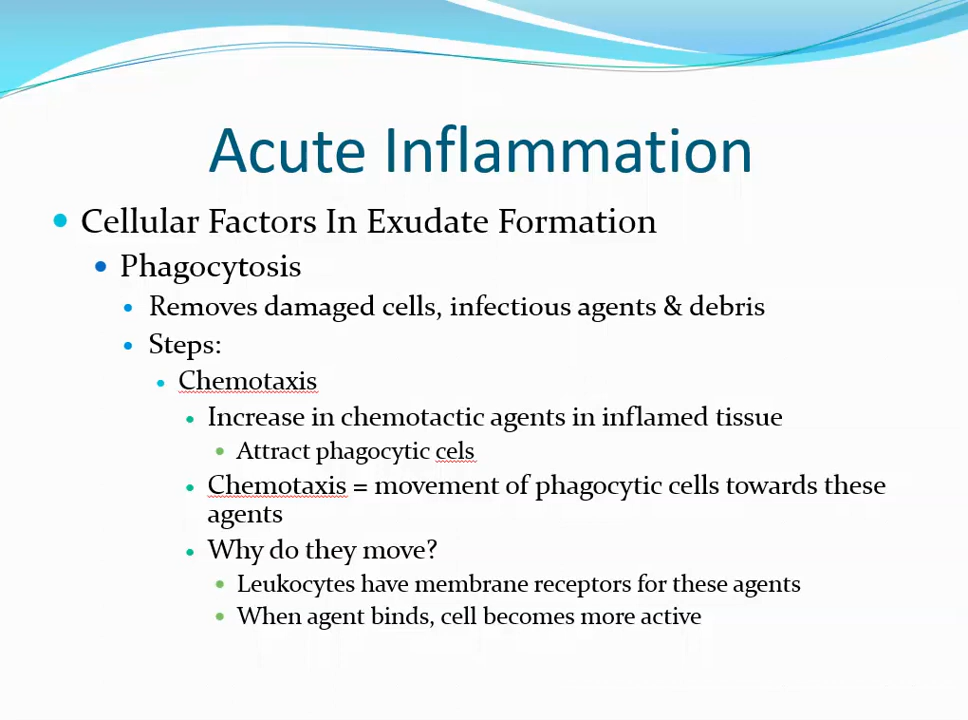 Acute Inflammation
Cellular Factors In Exudate Formation
Phagocytosis
Removes damaged cells, infectious agents & debris
Steps:
Chemotaxis
Increase in chemotactic agents in inflamed tissue
Attract phagocytic cels
Chemotaxis = movement of phagocytic cells towards these
agents
Why do they move?
Leukocytes have membrane receptors for these agents
When agent binds, cell becomes more active